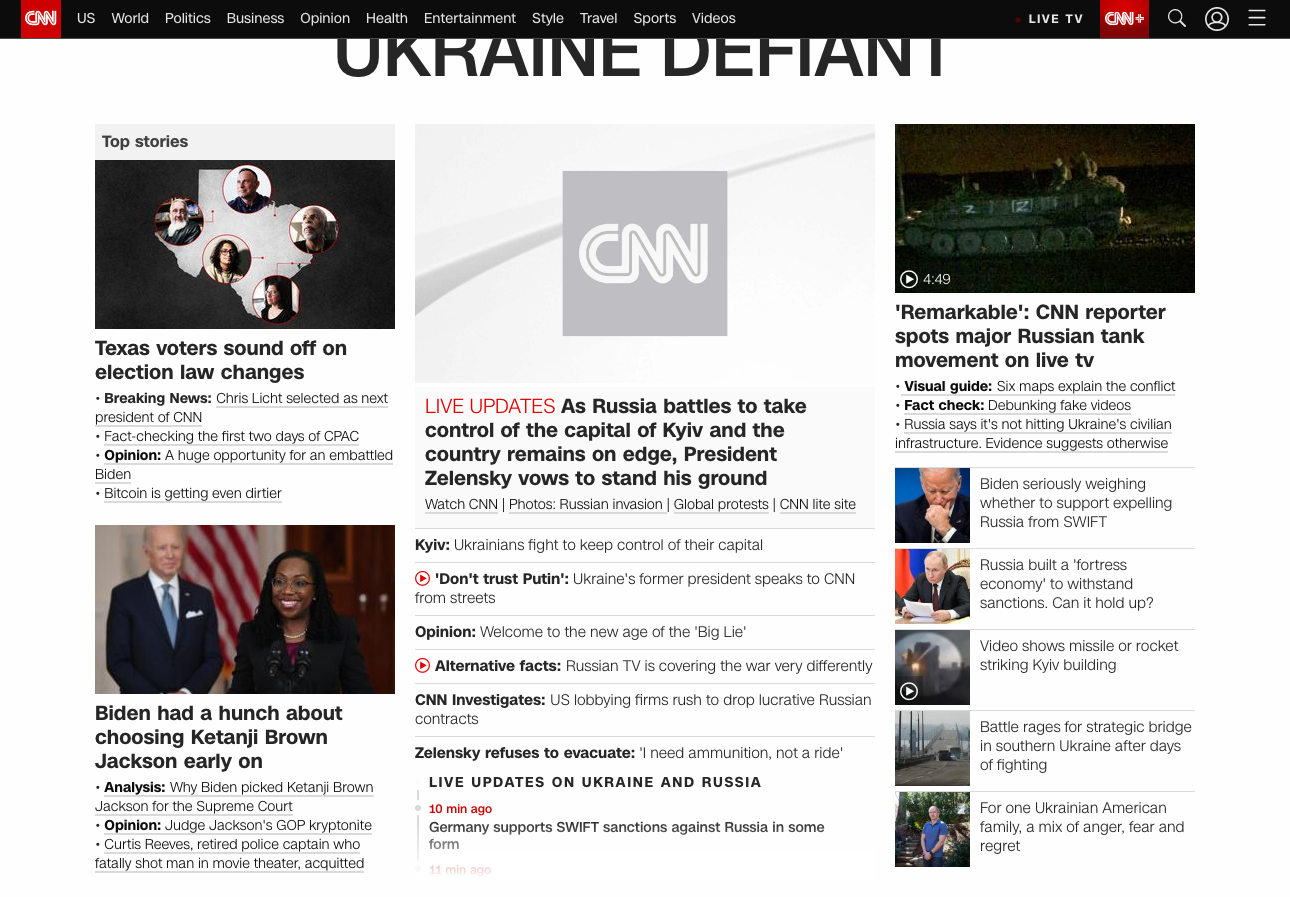 CNN US World Politics Business Opinion Health Entertainment Style Travel Sports Videos LIVE TV CNN+
UKRAINE DEFIANT
Top stories
Texas voters sound off on
election law changes
• Breaking News: Chris Licht selected as next
president of CNN
• Fact-checking the first two days of CPAC
• Opinion: A huge opportunity for an embattled
Biden
• Bitcoin is getting even dirtier
Biden had a hunch about
choosing Ketanji Brown
Jackson early on
• Analysis: Why Biden picked Ketanji Brown
Jackson for the Supreme Court
• Opinion: Judge Jackson's GOP kryptonite
• Curtis Reeves, retired police captain who
fatally shot man in movie theater, acquitted
CNN
LIVE UPDATES As Russia battles to take
control of the capital of Kyiv and the
country remains on edge, President
Zelensky vows to stand his ground
Watch CNN | Photos: Russian invasion | Global protests | CNN lite site
Kyiv: Ukrainians fight to keep control of their capital
'Don't trust Putin': Ukraine's former president speaks to CNN
from streets
Opinion: Welcome to the new age of the 'Big Lie'
Alternative facts: Russian TV is covering the war very differently
CNN Investigates: US lobbying firms rush to drop lucrative Russian
contracts
Zelensky refuses to evacuate: 'I need ammunition, not a ride'
LIVE UPDATES ON UKRAINE AND RUSSIA
10 min ago
Germany supports SWIFT sanctions against Russia in some
form
11 min ago
Z Z
4:49
'Remarkable': CNN reporter
spots major Russian tank
movement on live tv
• Visual guide: Six maps explain the conflict
• Fact check: Debunking fake videos
• Russia says it's not hitting Ukraine's civilian
infrastructure. Evidence suggests otherwise
Biden seriously weighing
whether to support expelling
Russia from SWIFT
Russia built a 'fortress
economy' to withstand
sanctions. Can it hold up?
Video shows missile or rocket
striking Kyiv building
Battle rages for strategic bridge
in southern Ukraine after days
of fighting
For one Ukrainian American
family, a mix of anger, fear and
regret